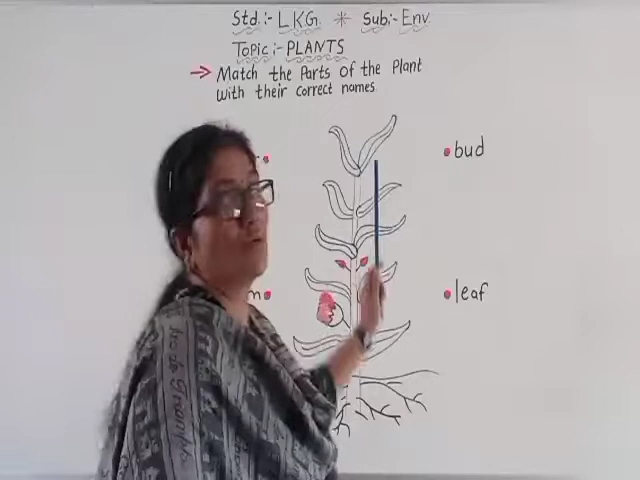 Std:- LKG * Sub:- Env.
Topic:- PLANTS
→ Match the Parts of the Plant
with their correct names
bud
leaf